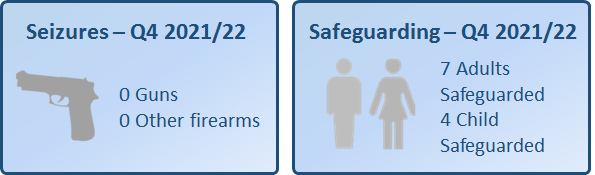 Seizures – Q4 2021/22
0 Guns
0 Other firearms
Safeguarding – Q4 2021/22
7 Adults
Safeguarded
4 Child
Safeguarded